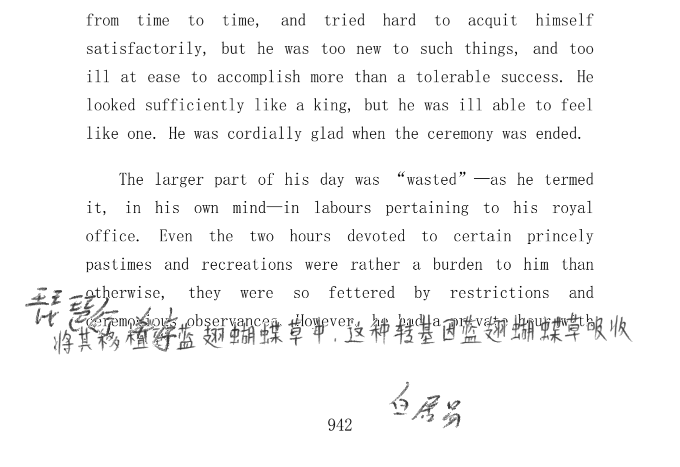 from time to time, and tried hard to acquit himself
satisfactorily, but he was too new to such things, and too
ill at ease to accomplish more than a tolerable success. He
looked sufficiently like a king, but he was ill able to feel
like one. He was cordially glad when the ceremony was ended.
The larger part of his day was “wasted”—as he termed
it, in his own mind—in labours pertaining to his royal
office. Even the two hours devoted to certain princely
pastimes and recreations were rather a burden to him than
otherwise, they were so fettered by restrictions and
琵琶行
ceremonious observances. However, he had a private hour with
将其移植到蓝翅蝴蝶草中,这种转基因蓝翅蝴蝶草吸收
白居易
942